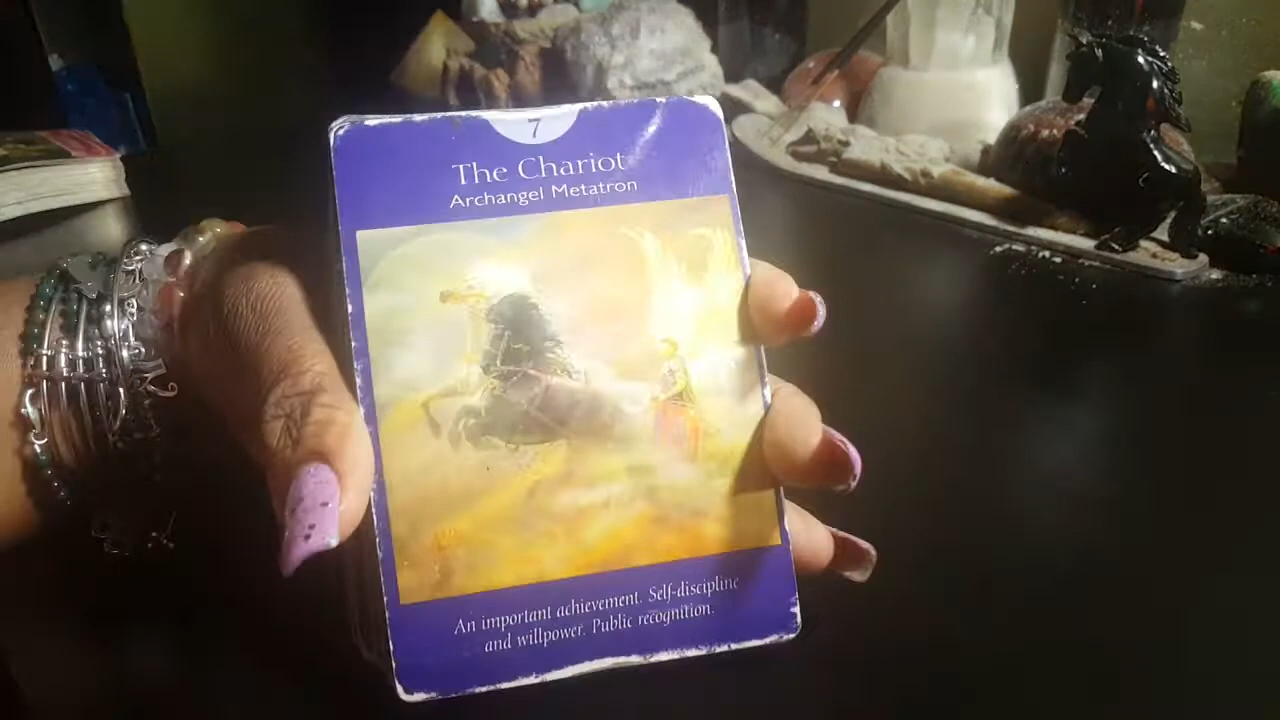 7
The Chariot
Archangel Metatron
An important achievement. Self-discipline
and willpower. Public recognition.